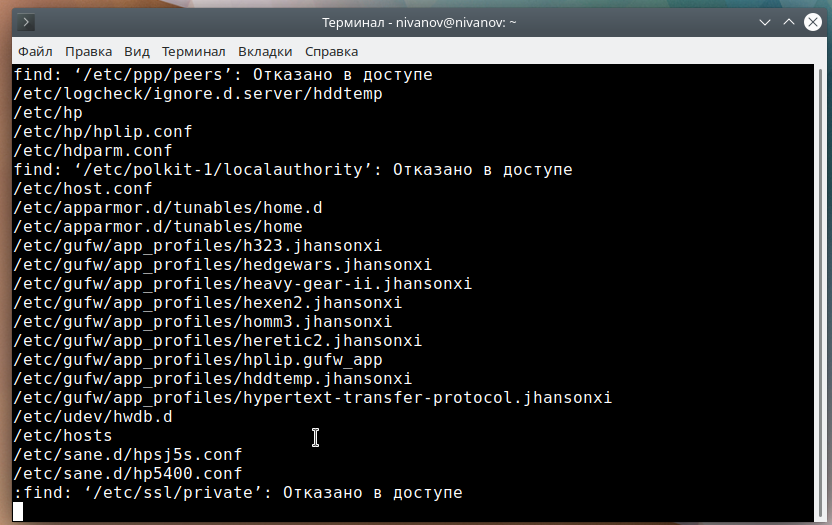 Терминал - nivanov@nivanov: ~
Файл Правка Вид Терминал Вкладки Справка
find: ‘/etc/ppp/peers’: Отказано в доступе
/etc/logcheck/ignore.d.server/hddtemp
/etc/hp
/etc/hp/hplip.conf
/etc/hdparm.conf
find: ‘/etc/polkit-1/localauthority’: Отказано в доступе
/etc/host.conf
/etc/apparmor.d/tunables/home.d
/etc/apparmor.d/tunables/home
/etc/gufw/app_profiles/h323.jhansonxi
/etc/gufw/app_profiles/hedgewars.jhansonxi
/etc/gufw/app_profiles/heavy-gear-ii.jhansonxi
/etc/gufw/app_profiles/hexen2.jhansonxi
/etc/gufw/app_profiles/homm3.jhansonxi
/etc/gufw/app_profiles/heretic2.jhansonxi
/etc/gufw/app_profiles/hplip.gufw_app
/etc/gufw/app_profiles/hddtemp.jhansonxi
/etc/gufw/app_profiles/hypertext-transfer-protocol.jhansonxi
/etc/udev/hwdb.d
/etc/hosts
/etc/sane.d/hpsj5s.conf
/etc/sane.d/hp5400.conf
:find: ‘/etc/ssl/private’: Отказано в доступе